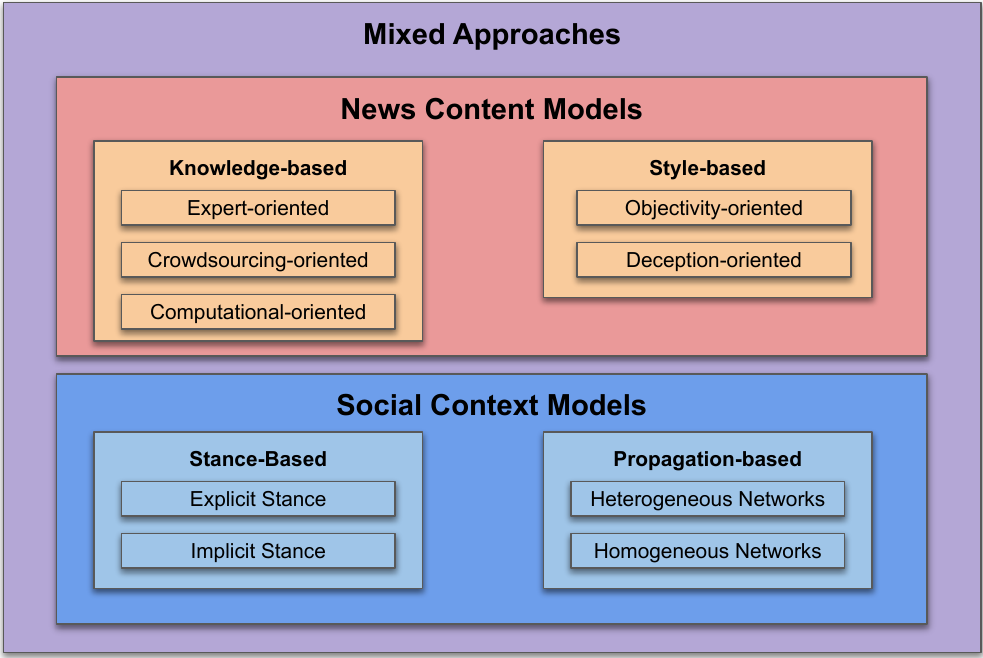 Mixed Approaches
News Content Models
Knowledge-based
Expert-oriented
Crowdsourcing-oriented
Computational-oriented
Style-based
Objectivity-oriented
Deception-oriented
Social Context Models
Stance-Based
Explicit Stance
Implicit Stance
Propagation-based
Heterogeneous Networks
Homogeneous Networks